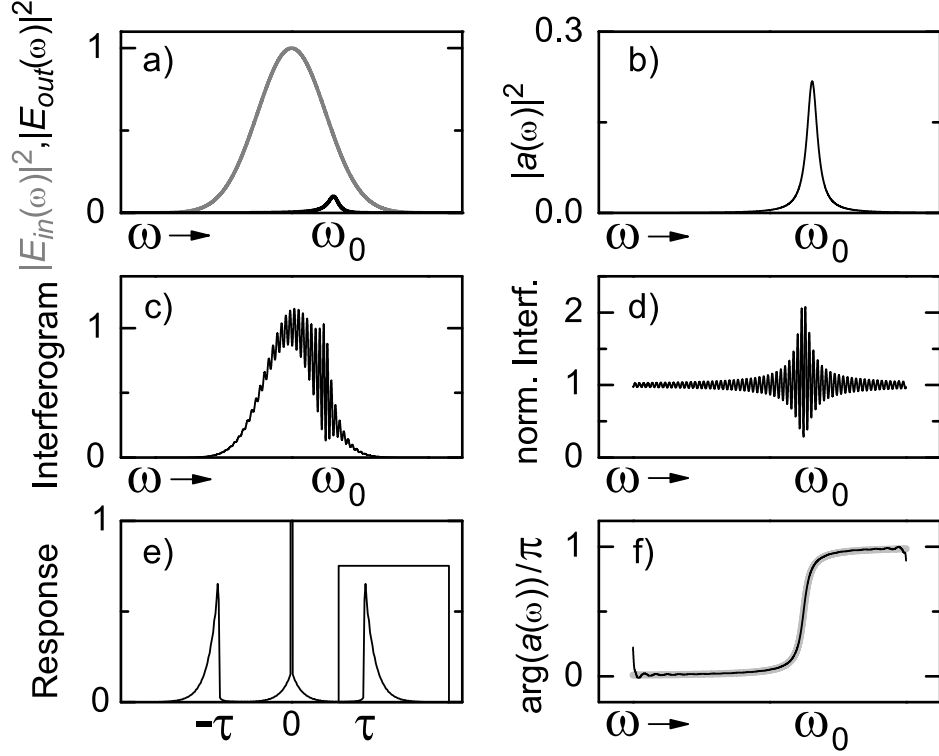 |E_in(ω)|²,|E_out(ω)|²
a)
1
0
ω → ω₀
|a(ω)|²
b)
0.3
0.0
ω → ω₀
Interferogram
c)
1
0
ω → ω₀
norm. Interf.
d)
2
1
0
ω → ω₀
Response
e)
1
0
−τ 0 τ
arg(a(ω))/π
f)
1
0
ω → ω₀